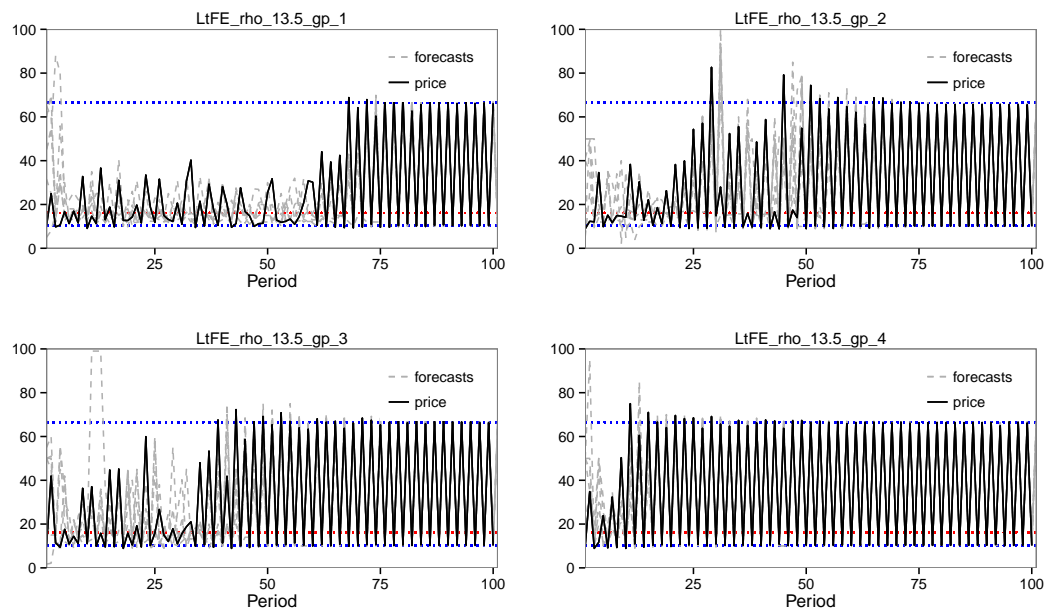 LtFE_rho_13.5_gp_1
100
80
60
40
20
0
forecasts
price
25
50
75
100
Period
LtFE_rho_13.5_gp_2
100
80
60
40
20
0
forecasts
price
25
50
75
100
Period
LtFE_rho_13.5_gp_3
100
80
60
40
20
0
forecasts
price
25
50
75
100
Period
LtFE_rho_13.5_gp_4
100
80
60
40
20
0
forecasts
price
25
50
75
100
Period